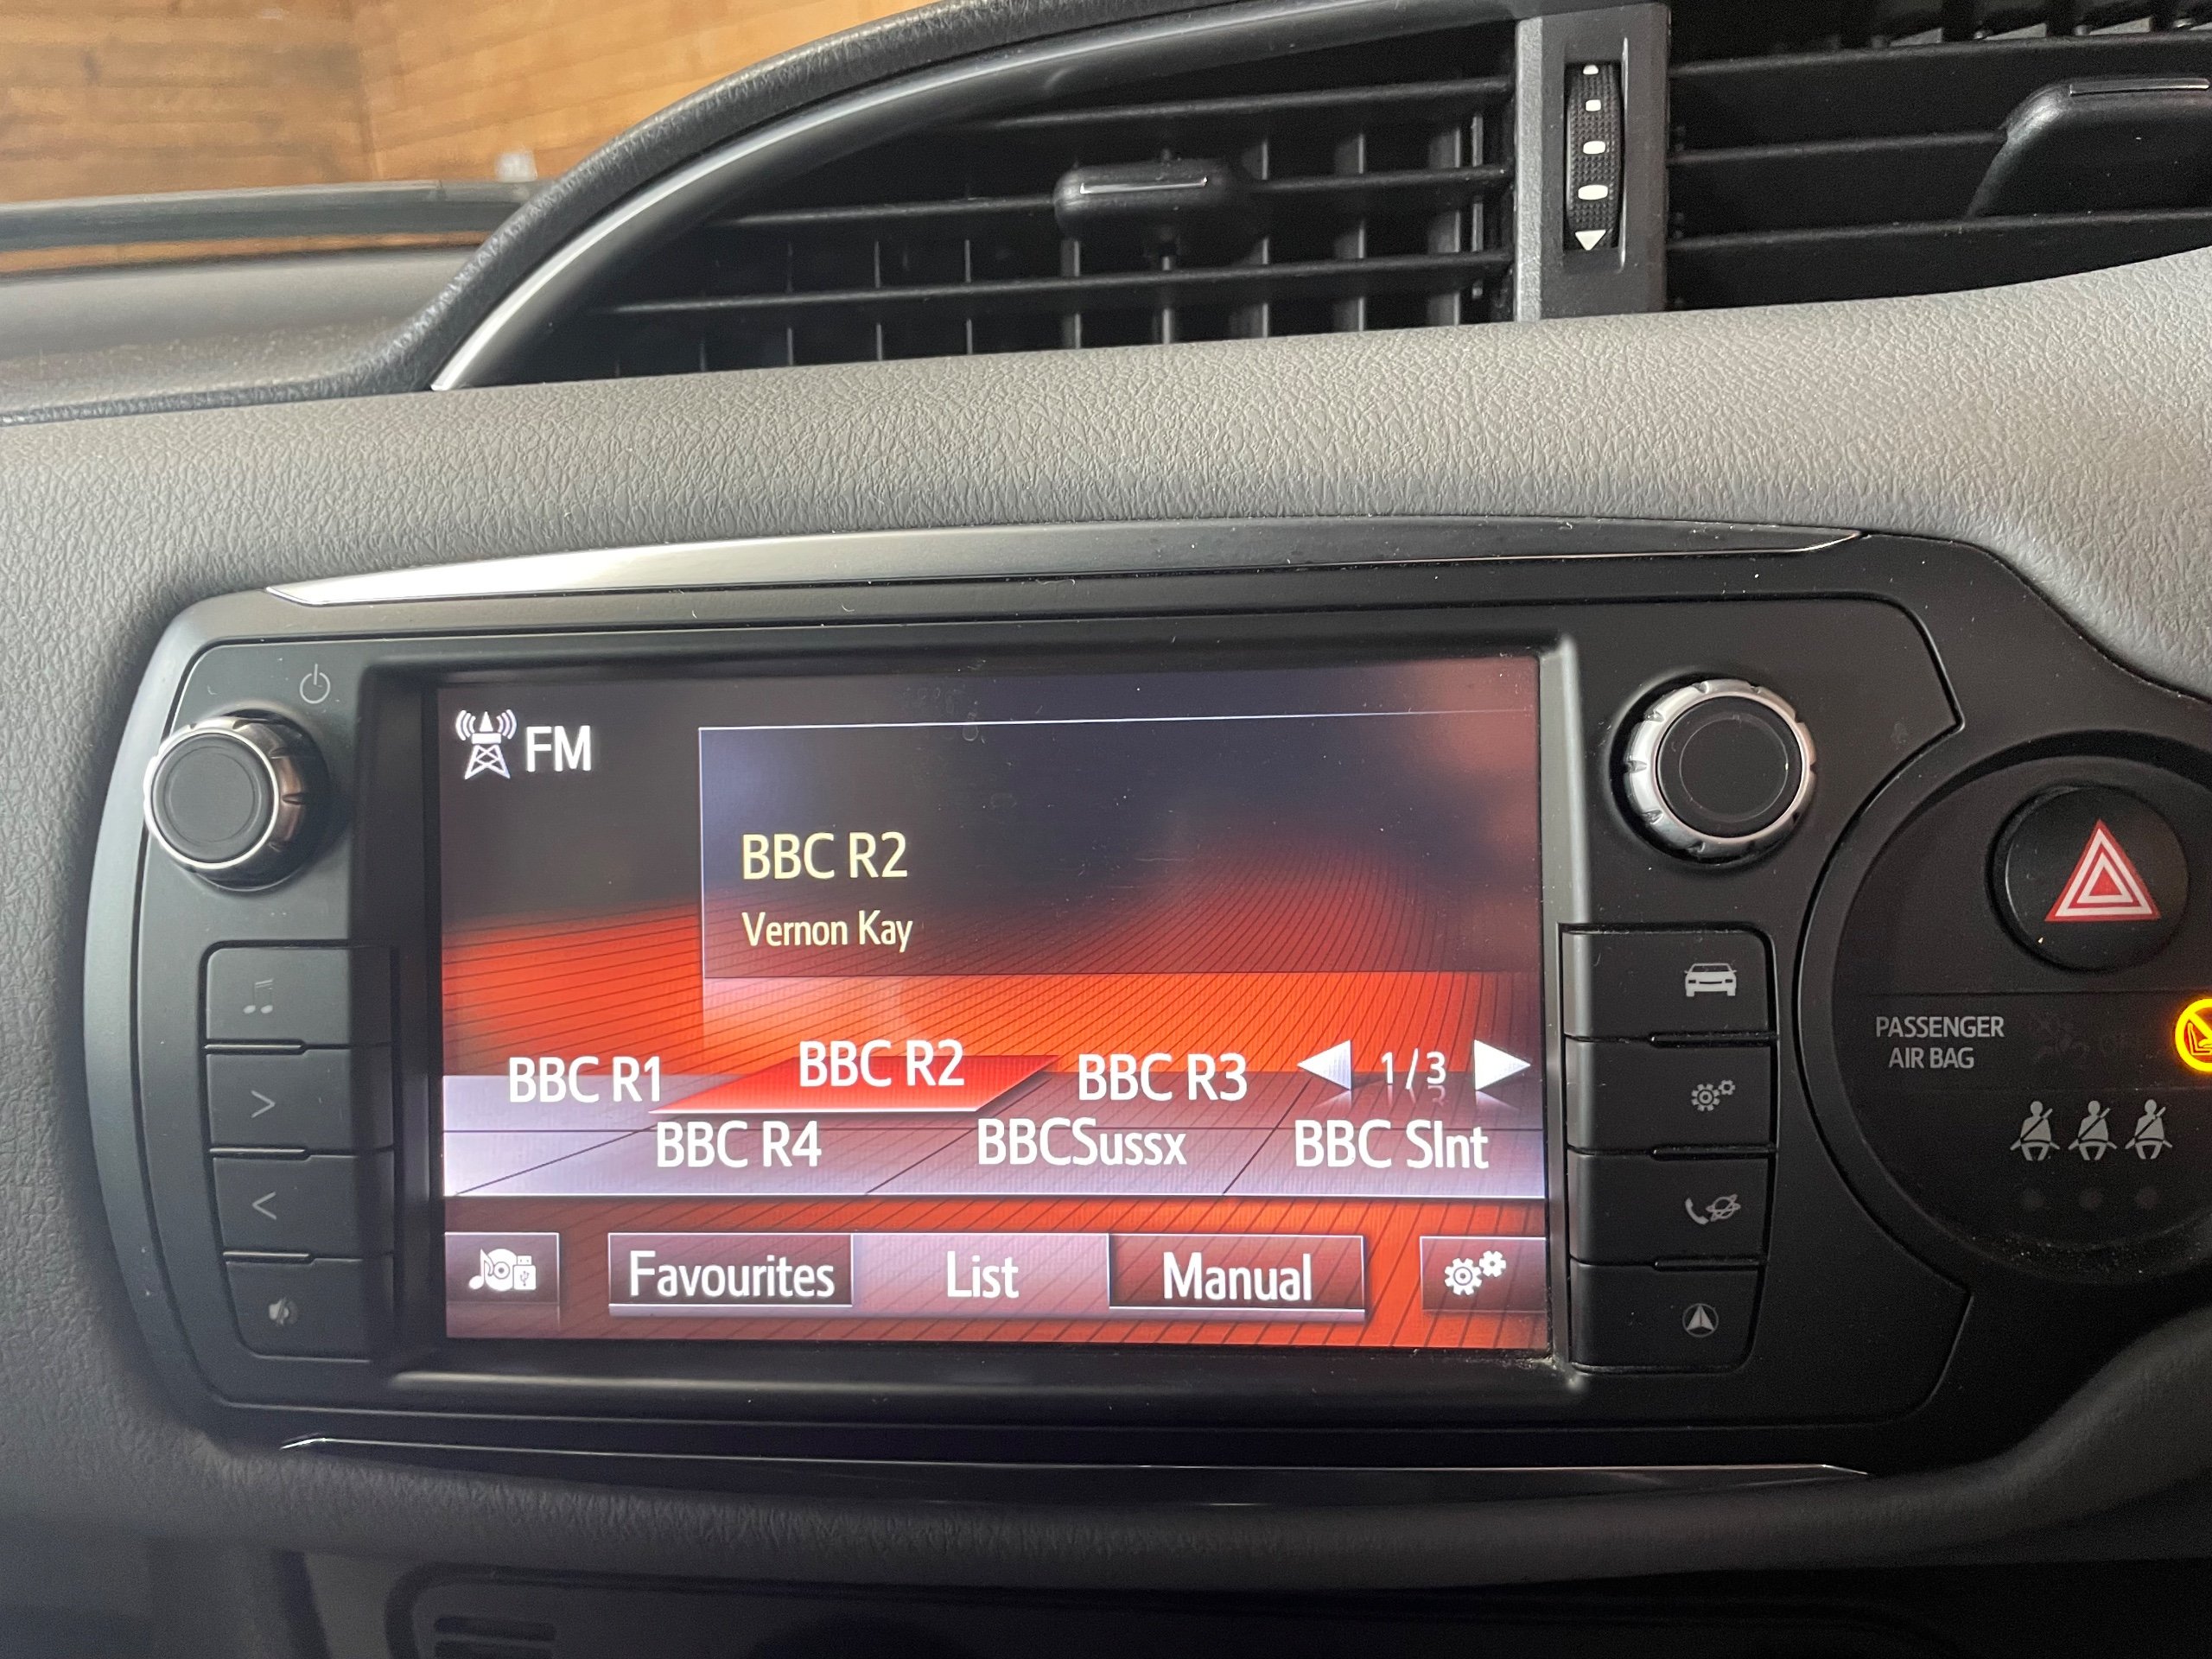 FM
BBC R2
Vernon Kay
BBC R1 BBC R2 BBC R3 1/3
BBC R4 BBCSussx BBC SInt
Favourites List Manual
PASSENGER
AIR BAG